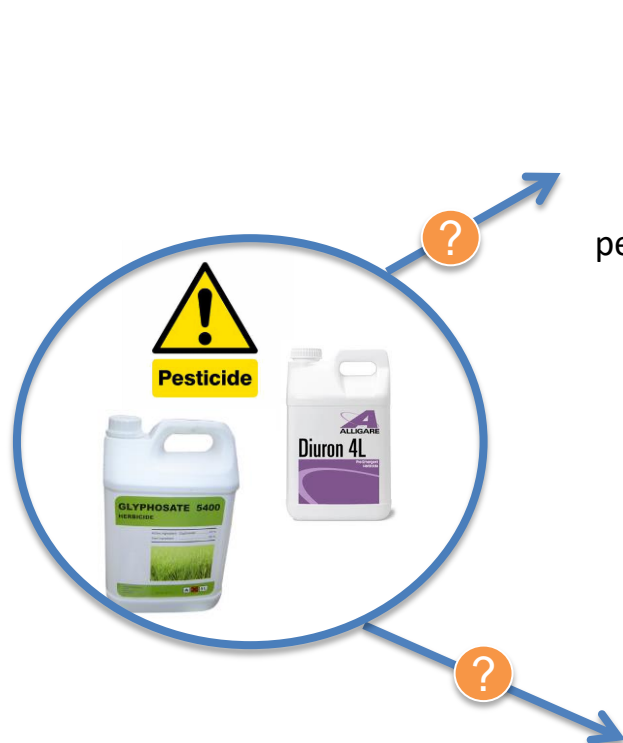 ?
pe
Pesticide
ALLIGARE
Diuron 4L
GLYPHOSATE 5400
HERBICIDE
?